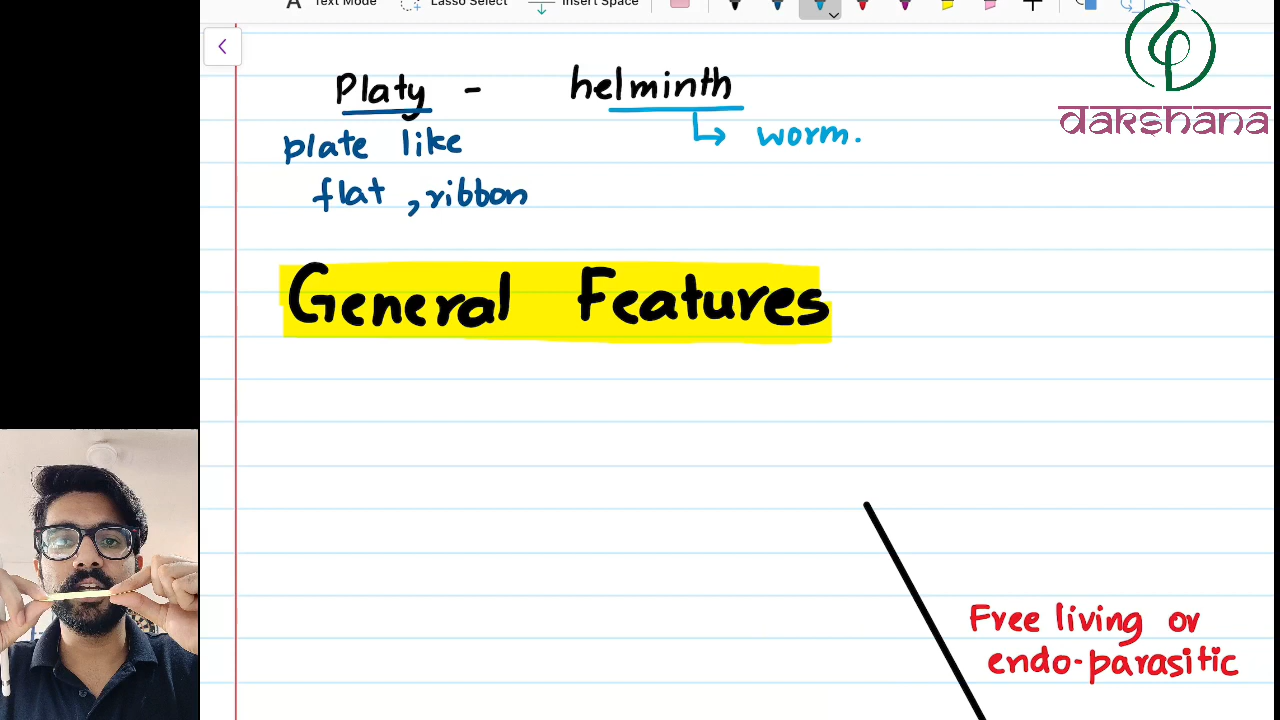 Text Mode
Lasso Select
Insert Space
dakshana
Platy - helminth
plate like
worm.
flat, ribbon
General Features
Free living or
endo-parasitic